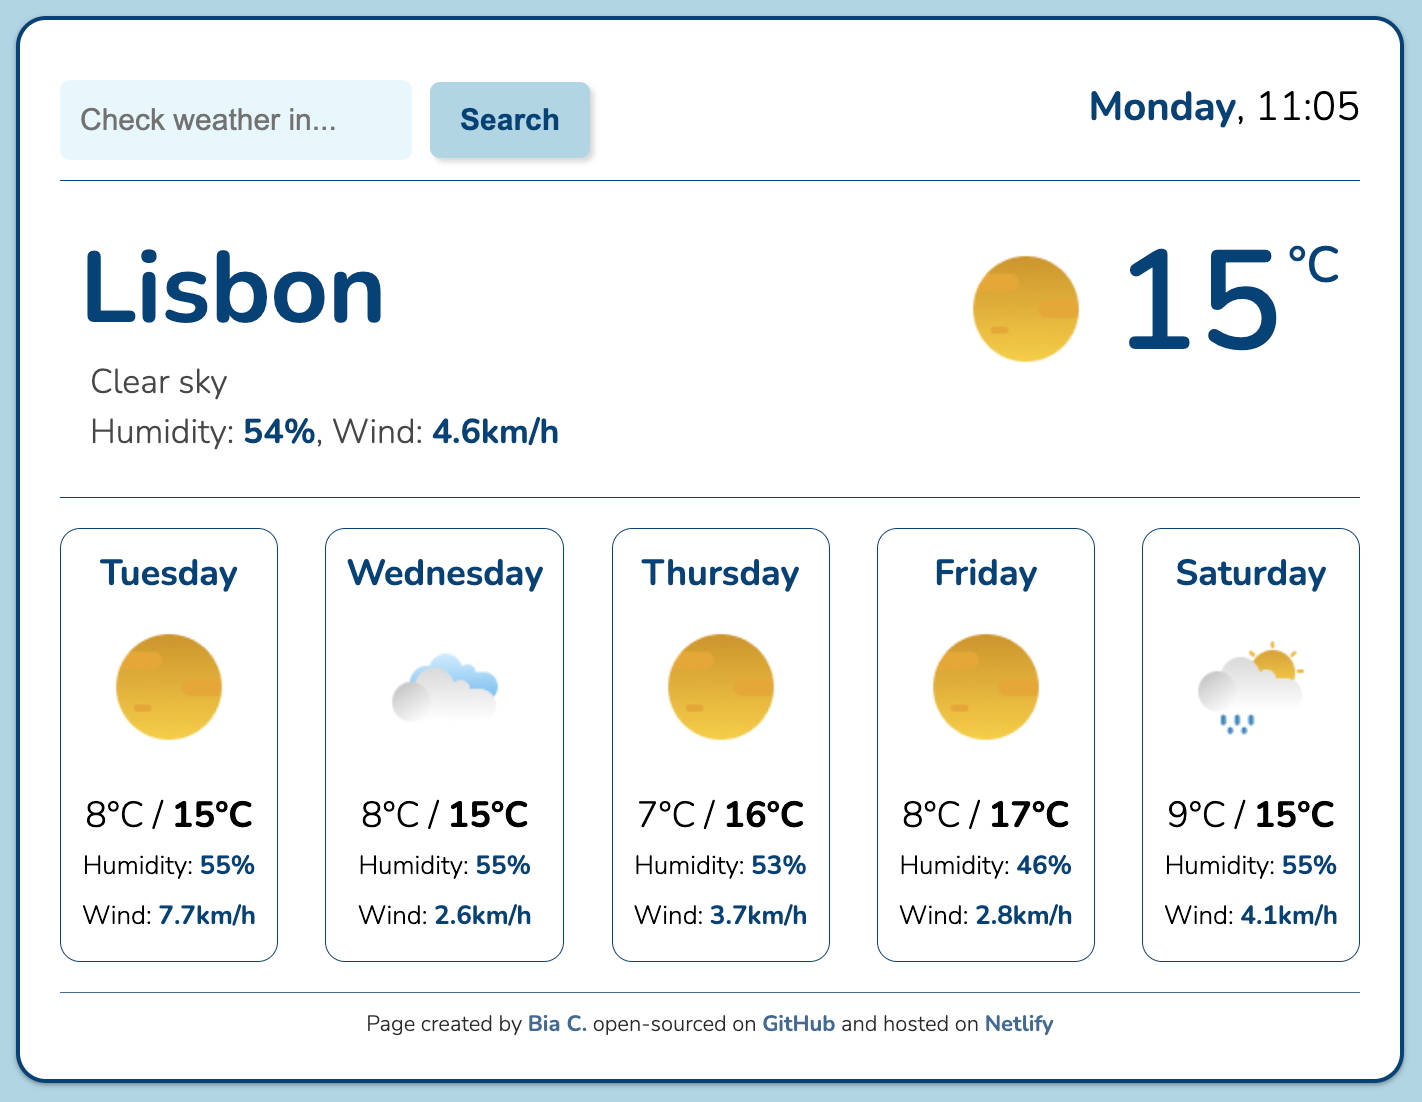 Check weather in...
Search
Monday, 11:05
Lisbon
15 °C
Clear sky
Humidity: 54%, Wind: 4.6km/h
Tuesday
8°C / 15°C
Humidity: 55%
Wind: 7.7km/h
Wednesday
8°C / 15°C
Humidity: 55%
Wind: 2.6km/h
Thursday
7°C / 16°C
Humidity: 53%
Wind: 3.7km/h
Friday
8°C / 17°C
Humidity: 46%
Wind: 2.8km/h
Saturday
9°C / 15°C
Humidity: 55%
Wind: 4.1km/h
Page created by Bia C. open-sourced on GitHub and hosted on Netlify